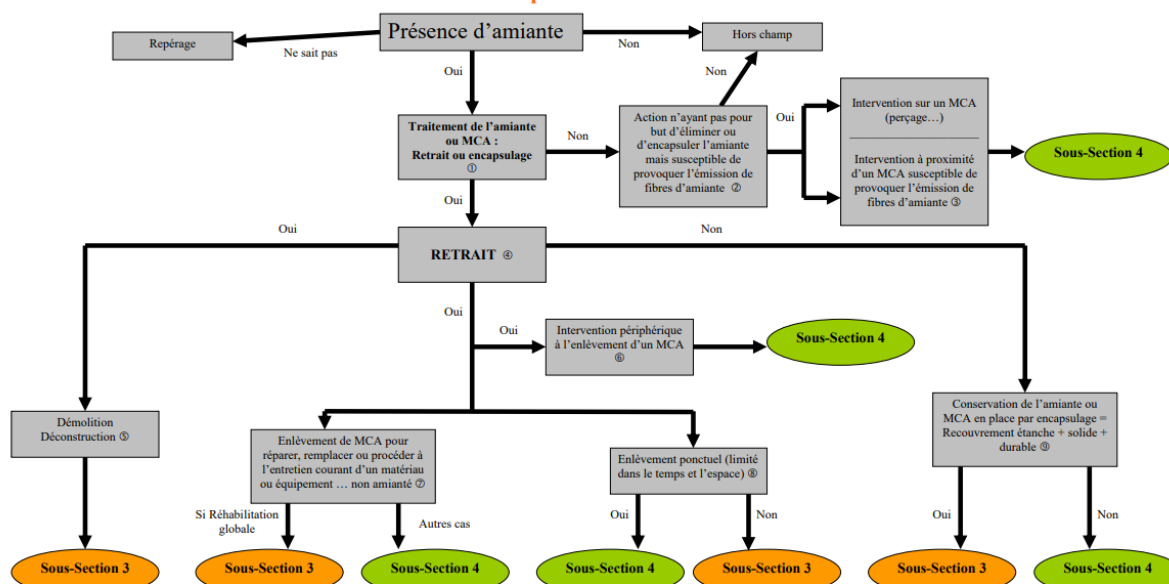 Présence d'amiante
Repérage
Ne sait pas
Non
Hors champ
Oui
Non
Traitement de l'amiante
ou MCA :
Retrait ou encapsulage
①
Non
Action n'ayant pas pour
but d'éliminer ou
d'encapsuler l'amiante
mais susceptible de
provoquer l'émission de
fibres d'amiante ②
Oui
Intervention sur un MCA
(perçage…)
Intervention à proximité
d'un MCA susceptible de
provoquer l'émission de
fibres d'amiante ③
Sous-Section 4
Oui
Oui
RETRAIT ④
Non
Oui
Oui
Intervention périphérique
à l'enlèvement d'un MCA
⑥
Sous-Section 4
Démolition
Déconstruction ⑤
Enlèvement de MCA pour
réparer, remplacer ou procéder à
l'entretien courant d'un matériau
ou équipement … non amianté ⑦
Enlèvement ponctuel (limité
dans le temps et l'espace) ⑧
Conservation de l'amiante ou
MCA en place par encapsulage =
Recouvrement étanche + solide +
durable ⑨
Si Réhabilitation
globale
Autres cas
Oui
Non
Oui
Non
Sous-Section 3
Sous-Section 3
Sous-Section 4
Sous-Section 4
Sous-Section 3
Sous-Section 3
Sous-Section 4